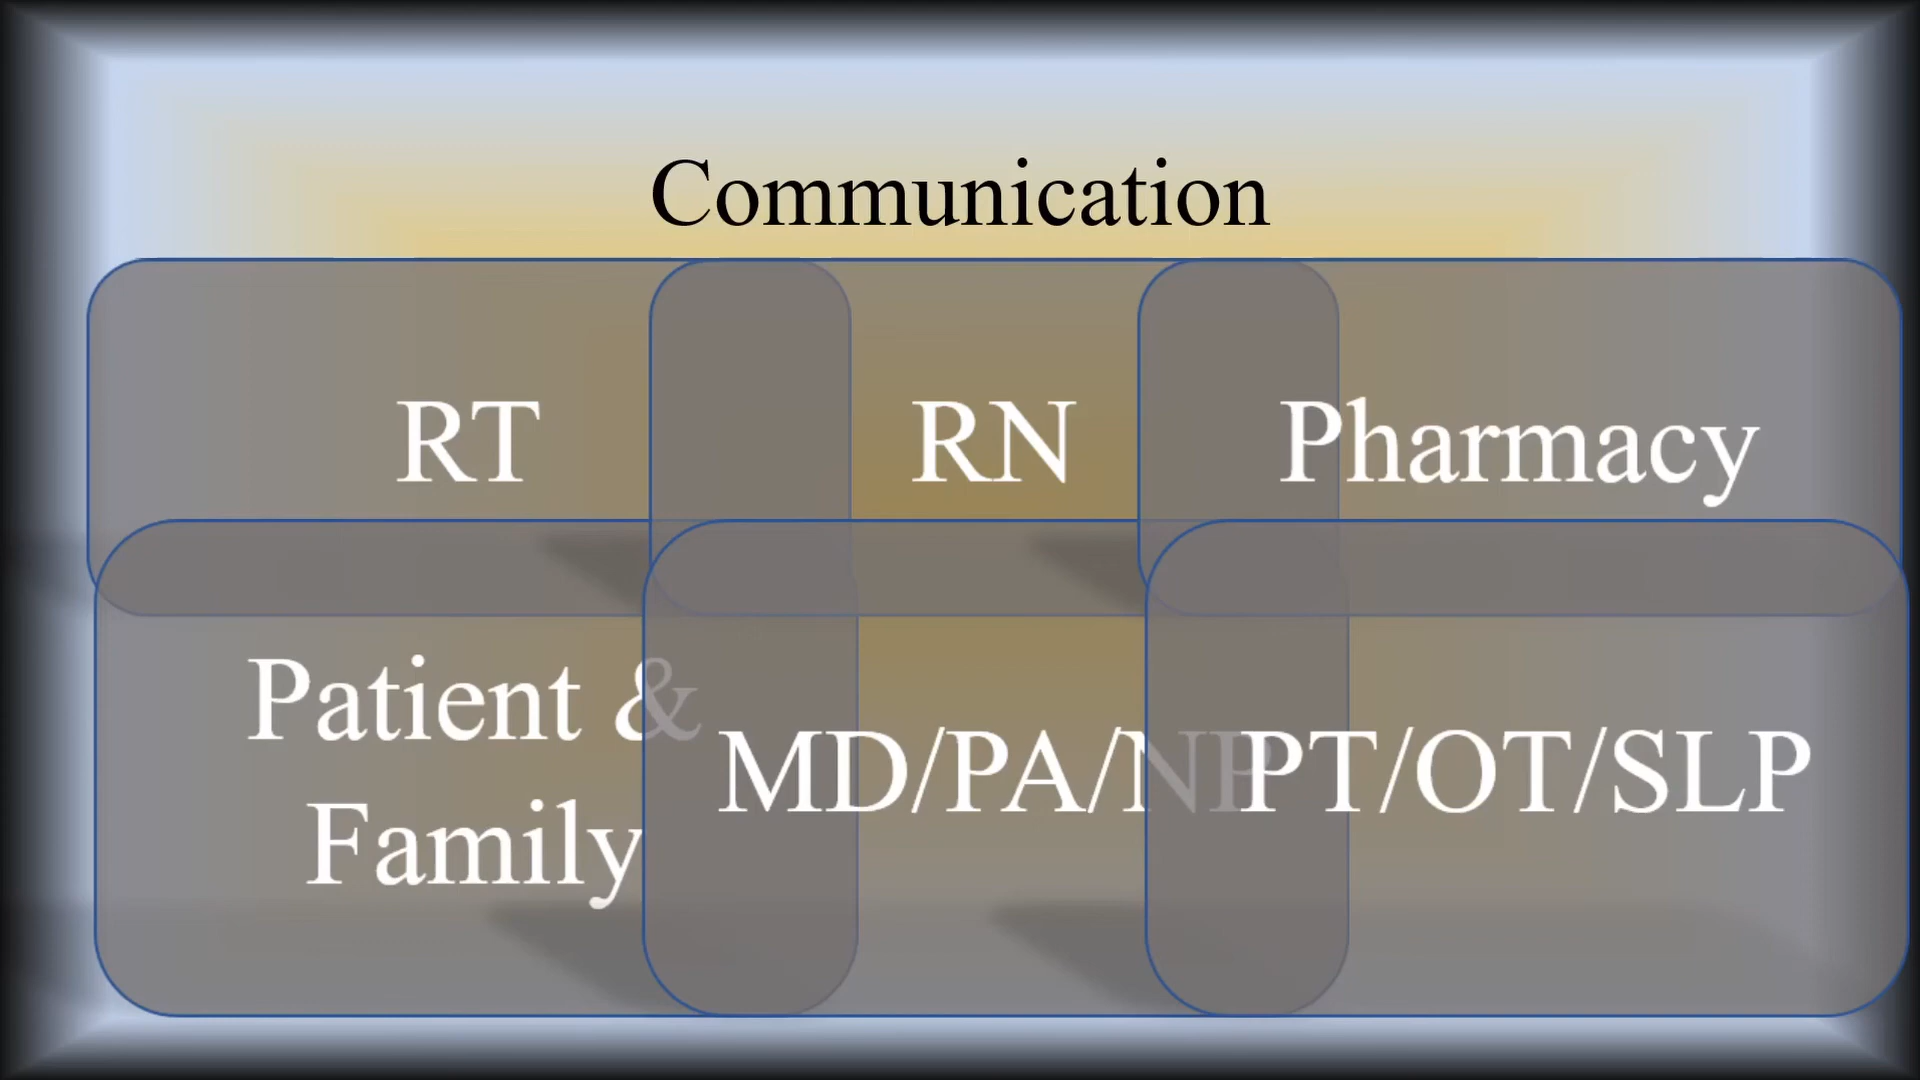 Communication
RT
RN
Pharmacy
Patient &
Family
MD/PA/NP
PT/OT/SLP